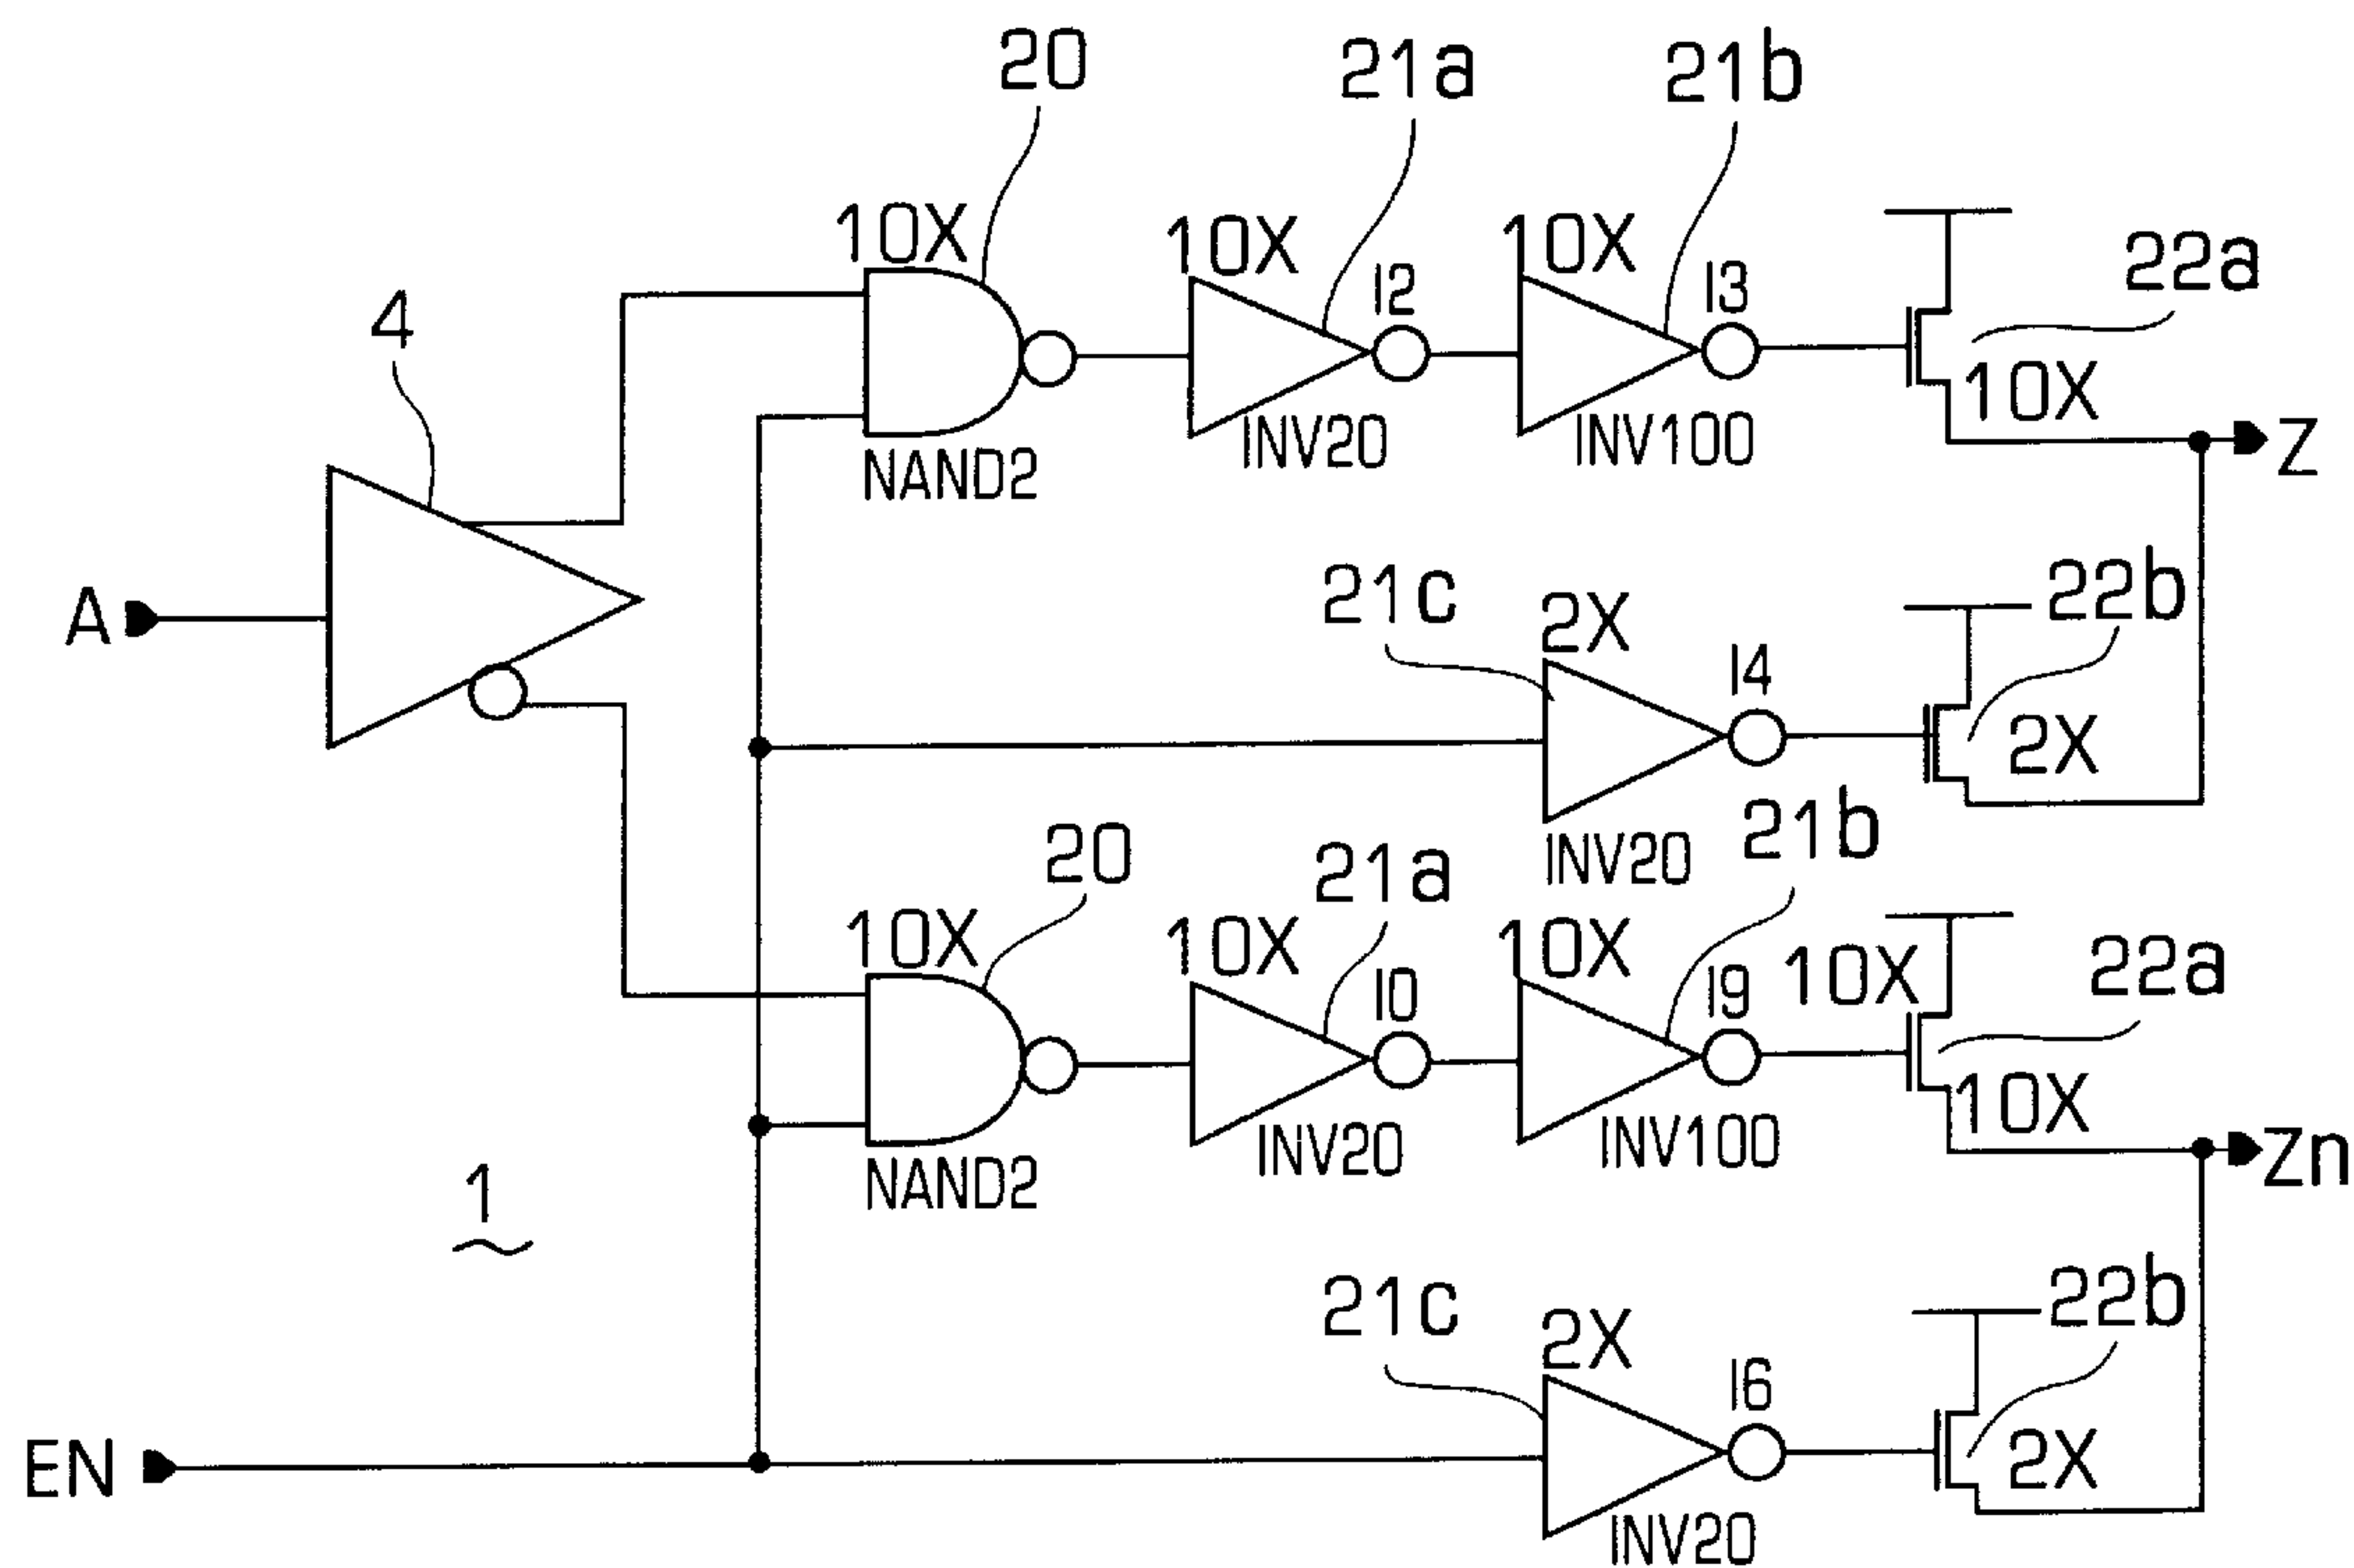 20
21a
21b
10X
10X
10X
I2
I3
22a
4
10X
NAND2
INV20
INV100
Z
A
21c
2X
I4
22b
2X
INV20
21b
20
21a
10X
10X
10X
I0
I9
10X
22a
10X
NAND2
INV20
INV100
Zn
1
21c
2X
I6
22b
2X
EN
INV20